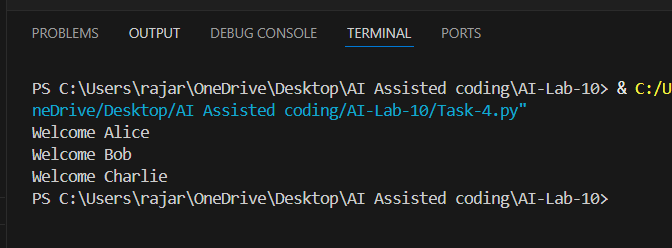 PROBLEMS OUTPUT DEBUG CONSOLE TERMINAL PORTS
PS C:\Users\rajar\OneDrive\Desktop\AI Assisted coding\AI-Lab-10> & C:/U
neDrive/Desktop/AI Assisted coding/AI-Lab-10/Task-4.py"
Welcome Alice
Welcome Bob
Welcome Charlie
PS C:\Users\rajar\OneDrive\Desktop\AI Assisted coding\AI-Lab-10>